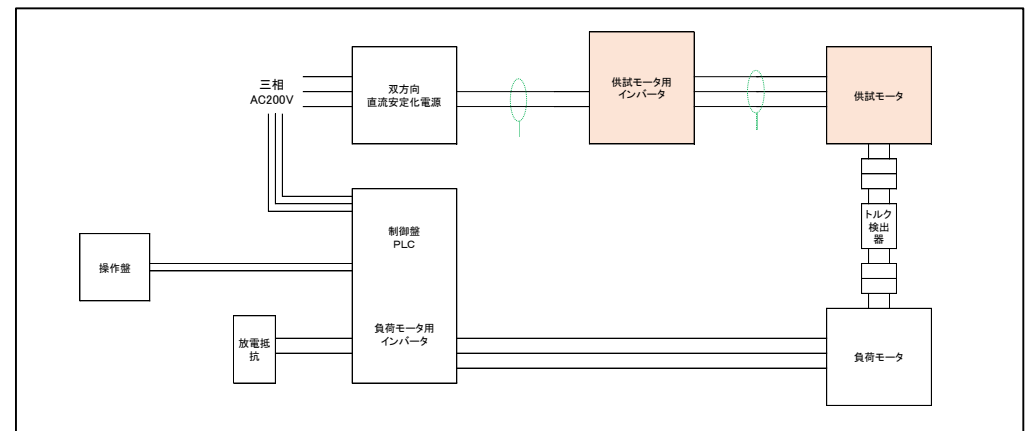 三相
AC200V
双方向
直流安定化電源
供試モータ用
インバータ
供試モータ
トルク
検出
器
制御盤
PLC
操作盤
負荷モータ用
インバータ
放電抵
抗
負荷モータ